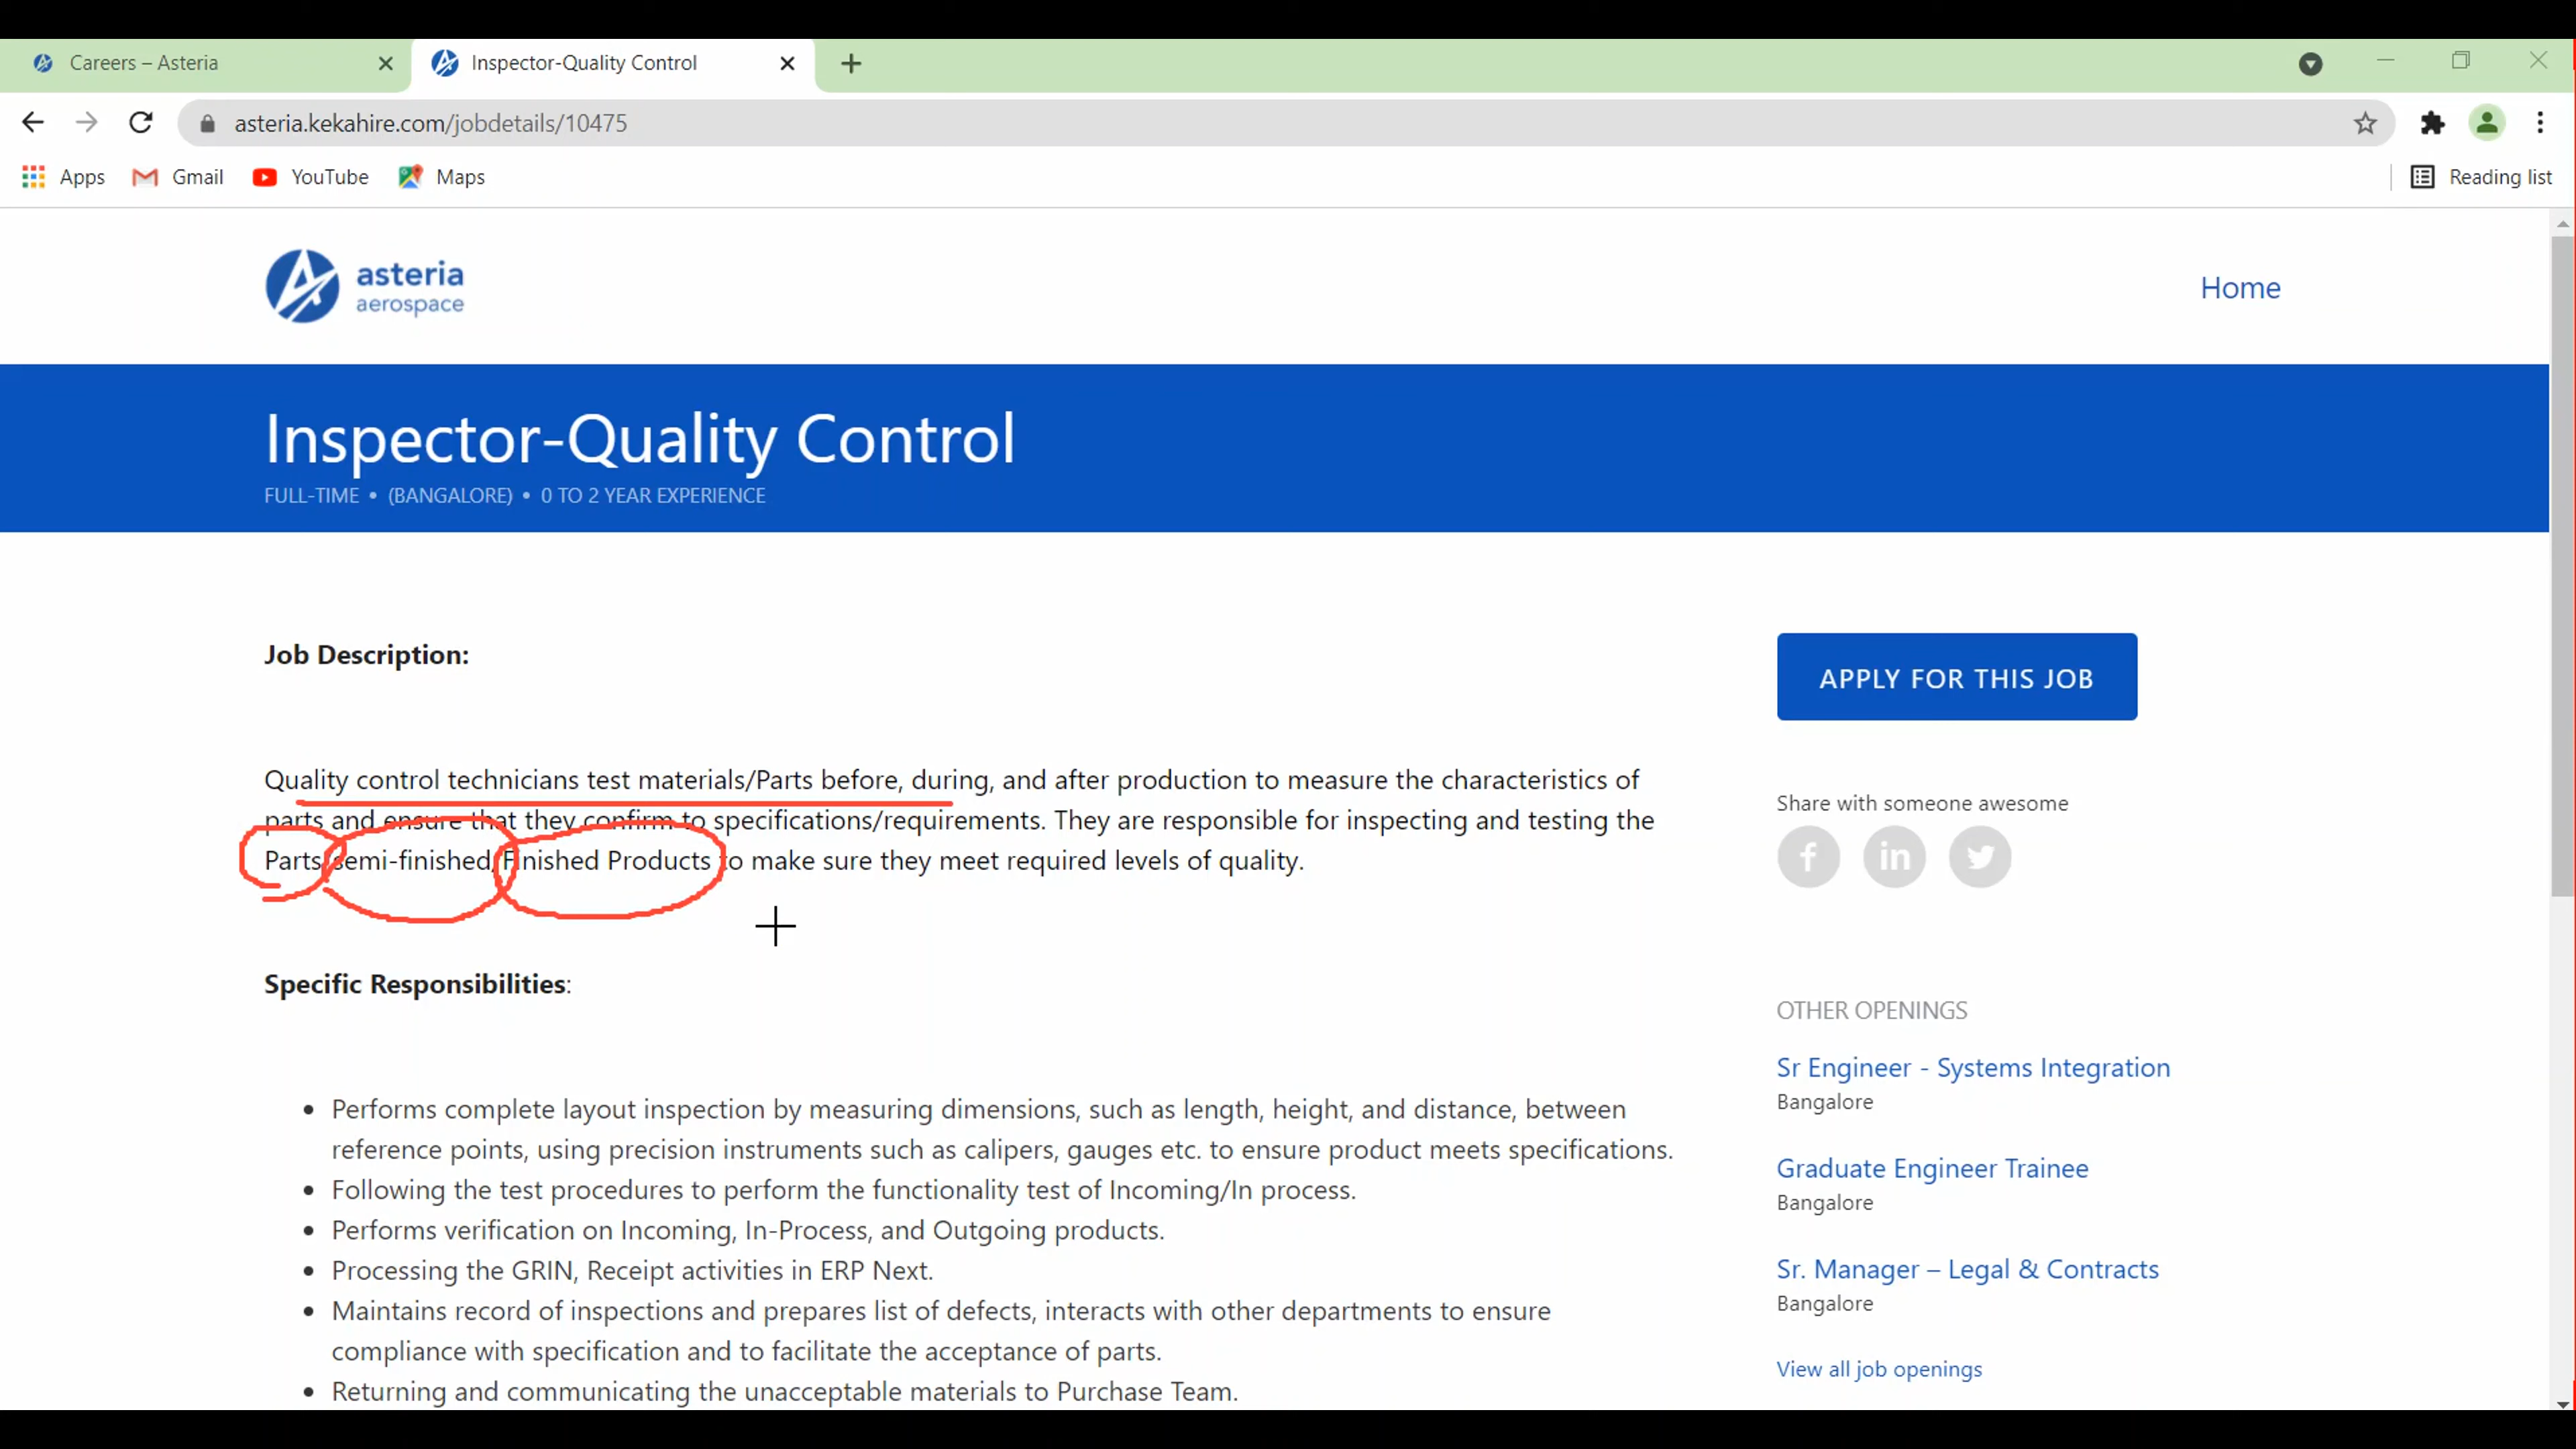 Careers – Asteria
Inspector-Quality Control
asteria.kekahire.com/jobdetails/10475
Apps Gmail YouTube Maps Reading list
asteria
aerospace
Home
Inspector-Quality Control
FULL-TIME • (BANGALORE) • 0 TO 2 YEAR EXPERIENCE
Job Description:
APPLY FOR THIS JOB
Quality control technicians test materials/Parts before, during, and after production to measure the characteristics of
parts and ensure that they confirm to specifications/requirements. They are responsible for inspecting and testing the
Parts/semi-finished/Finished Products to make sure they meet required levels of quality.
Share with someone awesome
Specific Responsibilities:
• Performs complete layout inspection by measuring dimensions, such as length, height, and distance, between
reference points, using precision instruments such as calipers, gauges etc. to ensure product meets specifications.
• Following the test procedures to perform the functionality test of Incoming/In process.
• Performs verification on Incoming, In-Process, and Outgoing products.
• Processing the GRIN, Receipt activities in ERP Next.
• Maintains record of inspections and prepares list of defects, interacts with other departments to ensure
compliance with specification and to facilitate the acceptance of parts.
• Returning and communicating the unacceptable materials to Purchase Team.
OTHER OPENINGS
Sr Engineer - Systems Integration
Bangalore
Graduate Engineer Trainee
Bangalore
Sr. Manager – Legal & Contracts
Bangalore
View all job openings